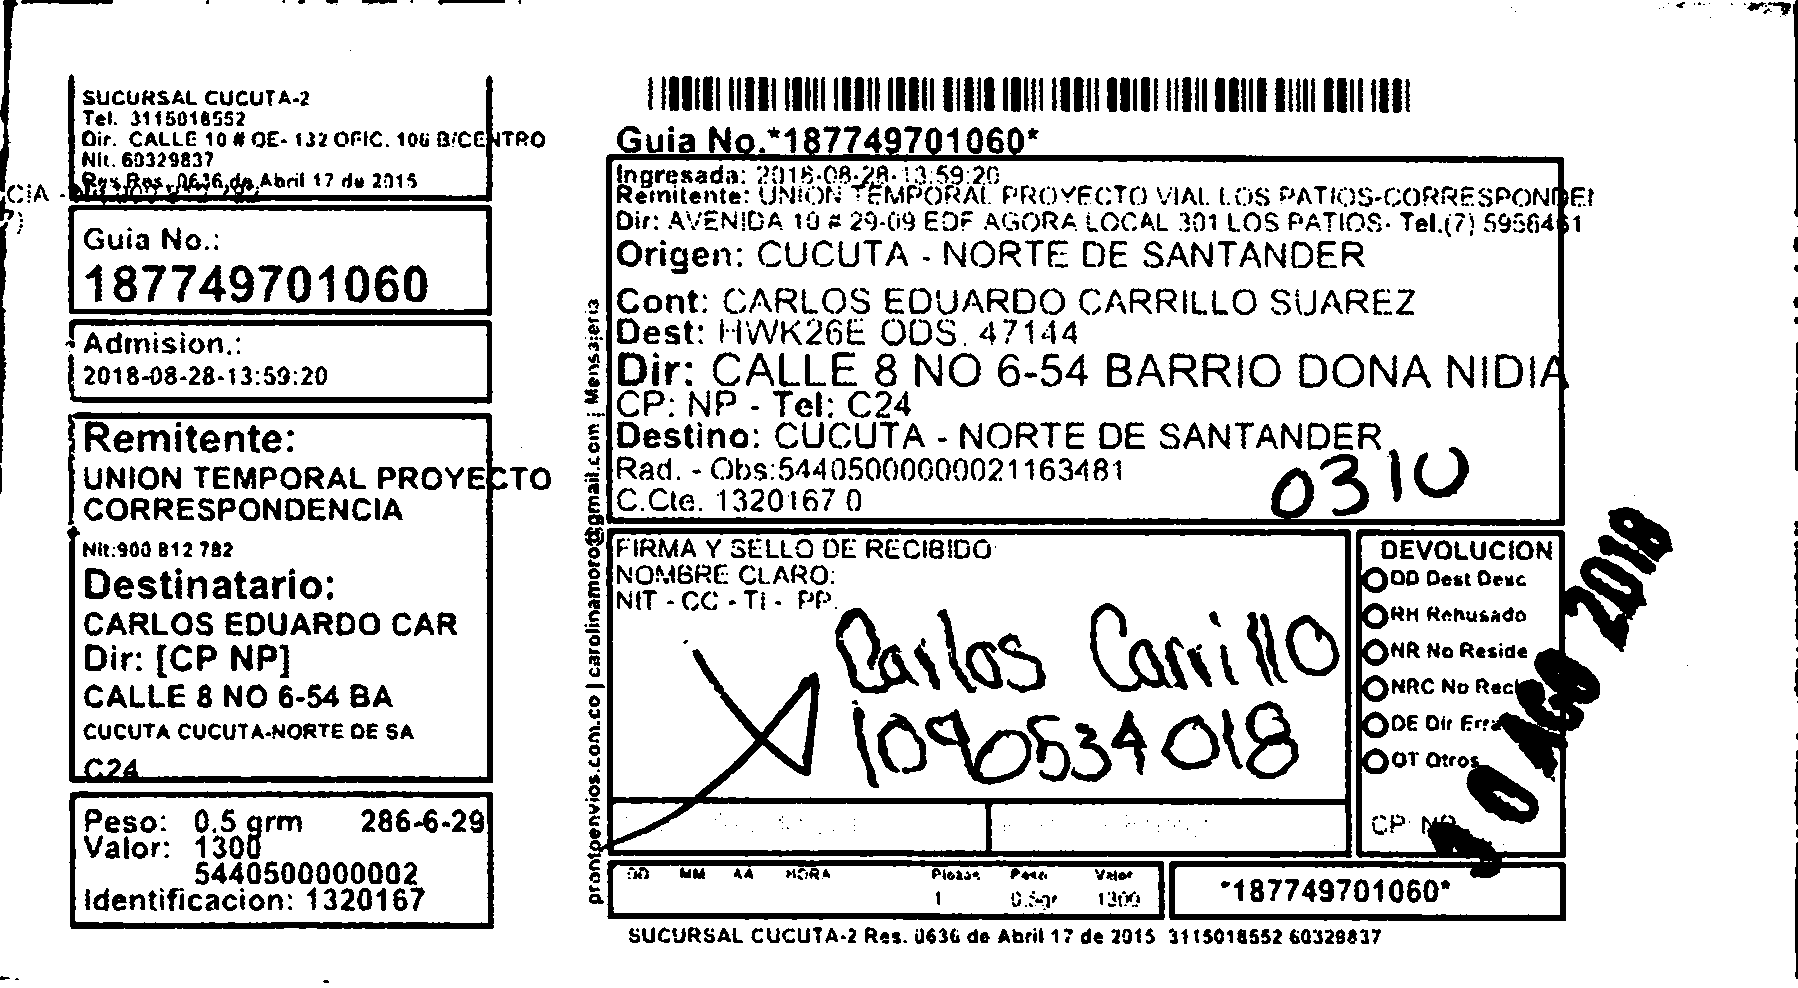 SUCURSAL CUCUTA-2
Tel. 3115018552
Dir. CALLE 10 # OE- 132 OFIC. 106 B/CENTRO
Nit. 60329837
Res.Res. 0636 de Abril 17 de 2015
CIA -
Guia No.:
187749701060
Admision.:
2018-08-28-13:59:20
Remitente:
UNION TEMPORAL PROYECTO
CORRESPONDENCIA
Nit:900 812 782
Destinatario:
CARLOS EDUARDO CAR
Dir: [CP NP]
CALLE 8 NO 6-54 BA
CUCUTA CUCUTA-NORTE DE SA
C24
Peso: 0.5 grm 286-6-29
Valor: 1300
5440500000002
Identificacion: 1320167
prontoenvios.com.co | carolinamoro@gmail.com | Mensajeria
Guia No.*187749701060*
Ingresada: 2018-08-28-13:59:20
Remitente: UNION TEMPORAL PROYECTO VIAL LOS PATIOS-CORRESPONDEN
Dir: AVENIDA 10 # 29-09 EDF AGORA LOCAL 301 LOS PATIOS- Tel.(7) 5956461
Origen: CUCUTA - NORTE DE SANTANDER
Cont: CARLOS EDUARDO CARRILLO SUAREZ
Dest: HWK26E ODS. 47144
Dir: CALLE 8 NO 6-54 BARRIO DONA NIDIA
CP: NP - Tel: C24
Destino: CUCUTA - NORTE DE SANTANDER
Rad. - Obs:54405000000021163481
C.Cte. 1320167 0
0310
FIRMA Y SELLO DE RECIBIDO
NOMBRE CLARO:
NIT - CC - TI - PP.
Carlos Carrillo
1090534018
DEVOLUCION
DD Dest Desc
RH Rehusado
NR No Reside
NRC No Recl
DE Dir Erra
OT Otros
CP: NP
AGO 2018
DD MM AA HORA Piezas Peso Valor
1 0.5gr 1300
*187749701060*
SUCURSAL CUCUTA-2 Res. 0636 de Abril 17 de 2015 3115018552 60329837